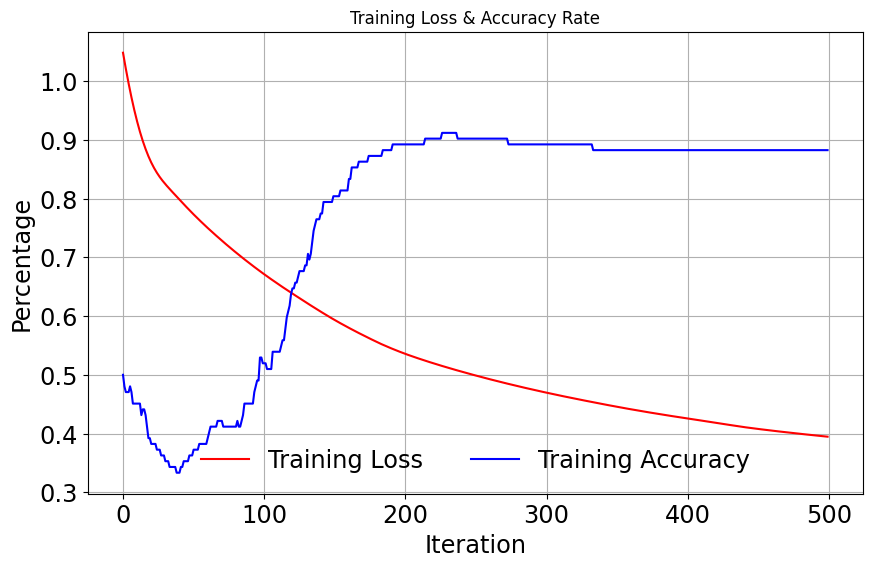 Training Loss & Accuracy Rate
Percentage
1.0
0.9
0.8
0.7
0.6
0.5
0.4
0.3
Training Loss
Training Accuracy
0
100
200
300
400
500
Iteration